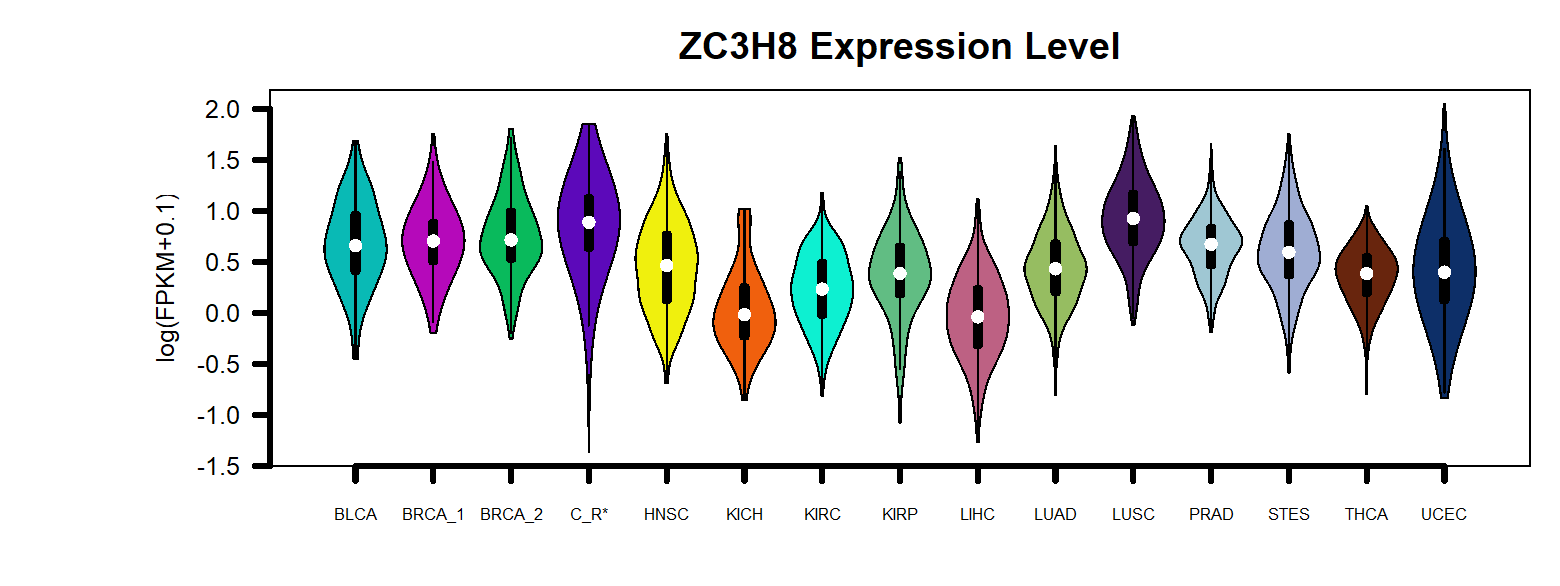 ZC3H8 Expression Level
log(FPKM+0.1)
2.0
1.5
1.0
0.5
0.0
-0.5
-1.0
-1.5
BLCA BRCA_1 BRCA_2 C_R* HNSC KICH KIRC KIRP LIHC LUAD LUSC PRAD STES THCA UCEC